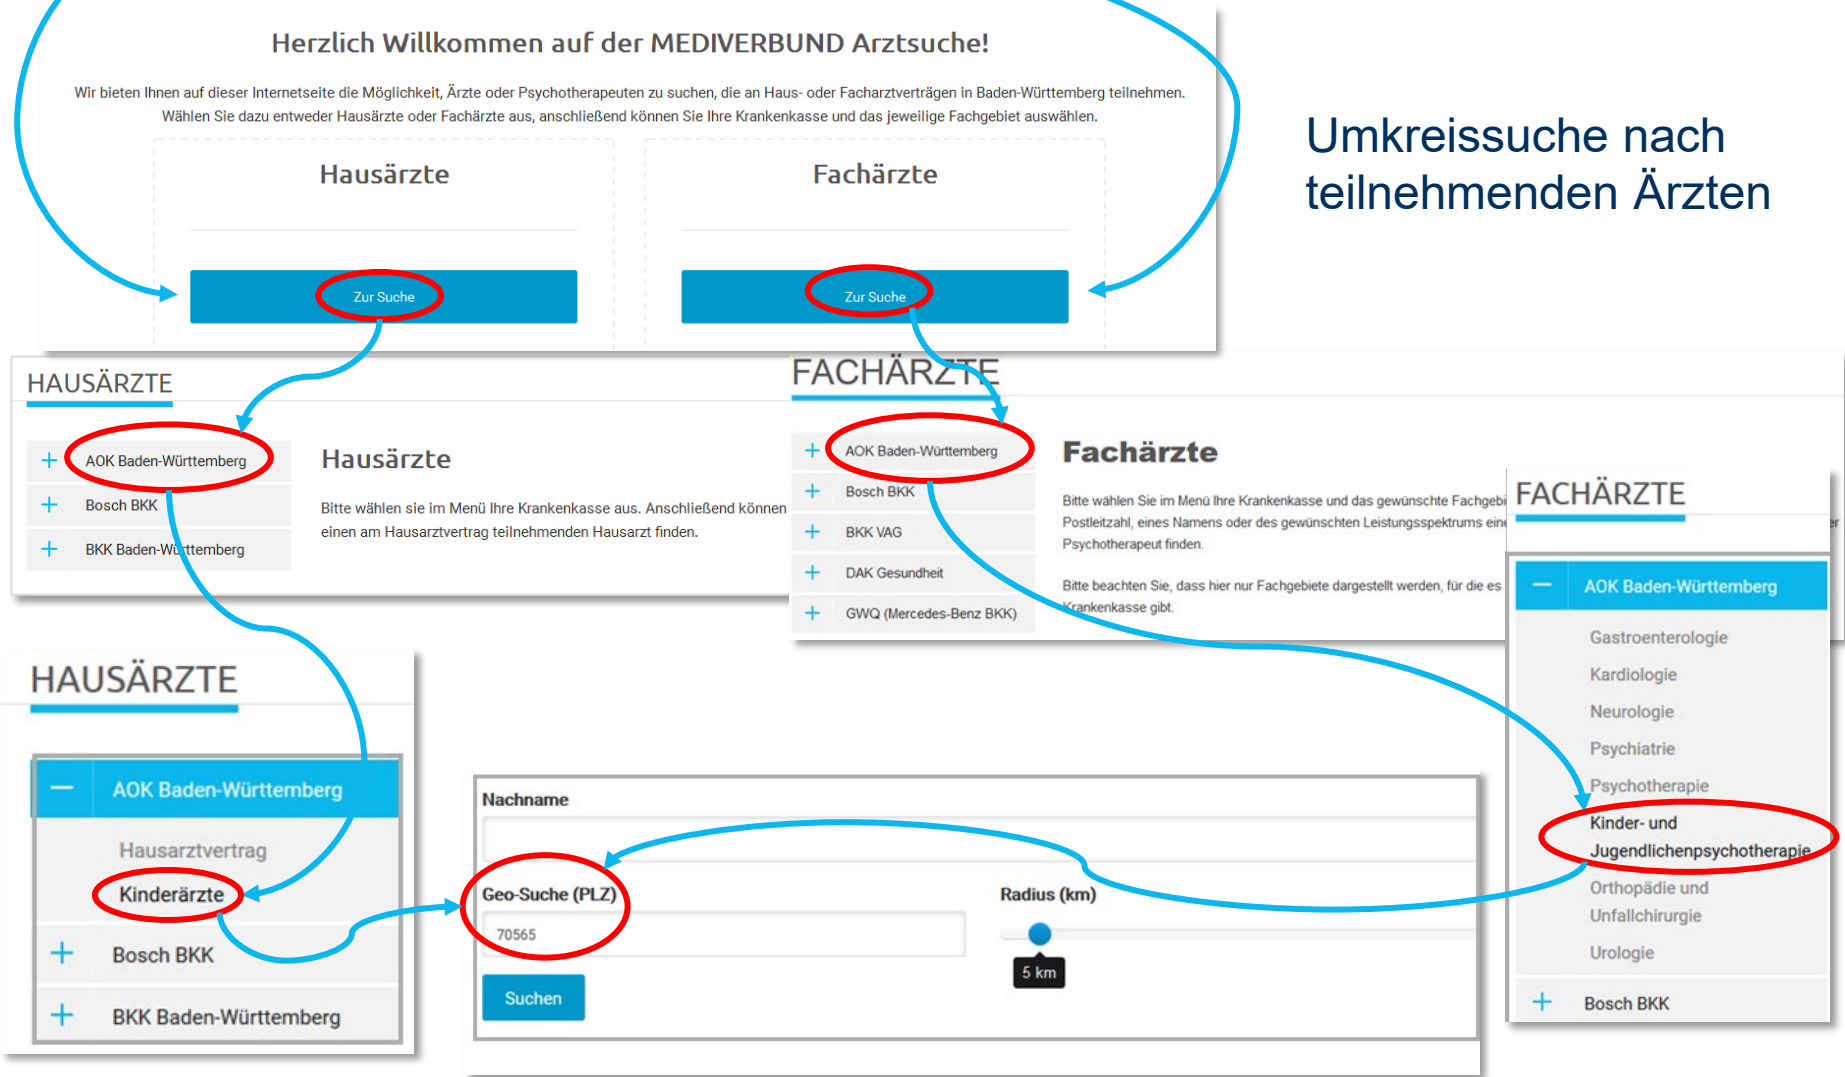 Herzlich Willkommen auf der MEDIVERBUND Arztsuche!
Wir bieten Ihnen auf dieser Internetseite die Möglichkeit, Ärzte oder Psychotherapeuten zu suchen, die an Haus- oder Facharztverträgen in Baden-Württemberg teilnehmen.
Wählen Sie dazu entweder Hausärzte oder Fachärzte aus, anschließend können Sie Ihre Krankenkasse und das jeweilige Fachgebiet auswählen.
Hausärzte
Zur Suche
Fachärzte
Zur Suche
Umkreissuche nach
teilnehmenden Ärzten
HAUSÄRZTE
AOK Baden-Württemberg
Bosch BKK
BKK Baden-Württemberg
Hausärzte
Bitte wählen sie im Menü Ihre Krankenkasse aus. Anschließend können
einen am Hausarztvertrag teilnehmenden Hausarzt finden.
FACHÄRZTE
AOK Baden-Württemberg
Bosch BKK
BKK VAG
DAK Gesundheit
GWQ (Mercedes-Benz BKK)
Fachärzte
Bitte wählen Sie im Menü Ihre Krankenkasse und das gewünschte Fachgebi
Postleitzahl, eines Namens oder des gewünschten Leistungsspektrums eine
Psychotherapeut finden.
Bitte beachten Sie, dass hier nur Fachgebiete dargestellt werden, für die es
Krankenkasse gibt.
FACHÄRZTE
AOK Baden-Württemberg
Gastroenterologie
Kardiologie
Neurologie
Psychiatrie
Psychotherapie
Kinder- und
Jugendlichenpsychotherapie
Orthopädie und
Unfallchirurgie
Urologie
Bosch BKK
HAUSÄRZTE
AOK Baden-Württemberg
Hausarztvertrag
Kinderärzte
Bosch BKK
BKK Baden-Württemberg
Nachname
Geo-Suche (PLZ)
70565
Radius (km)
5 km
Suchen